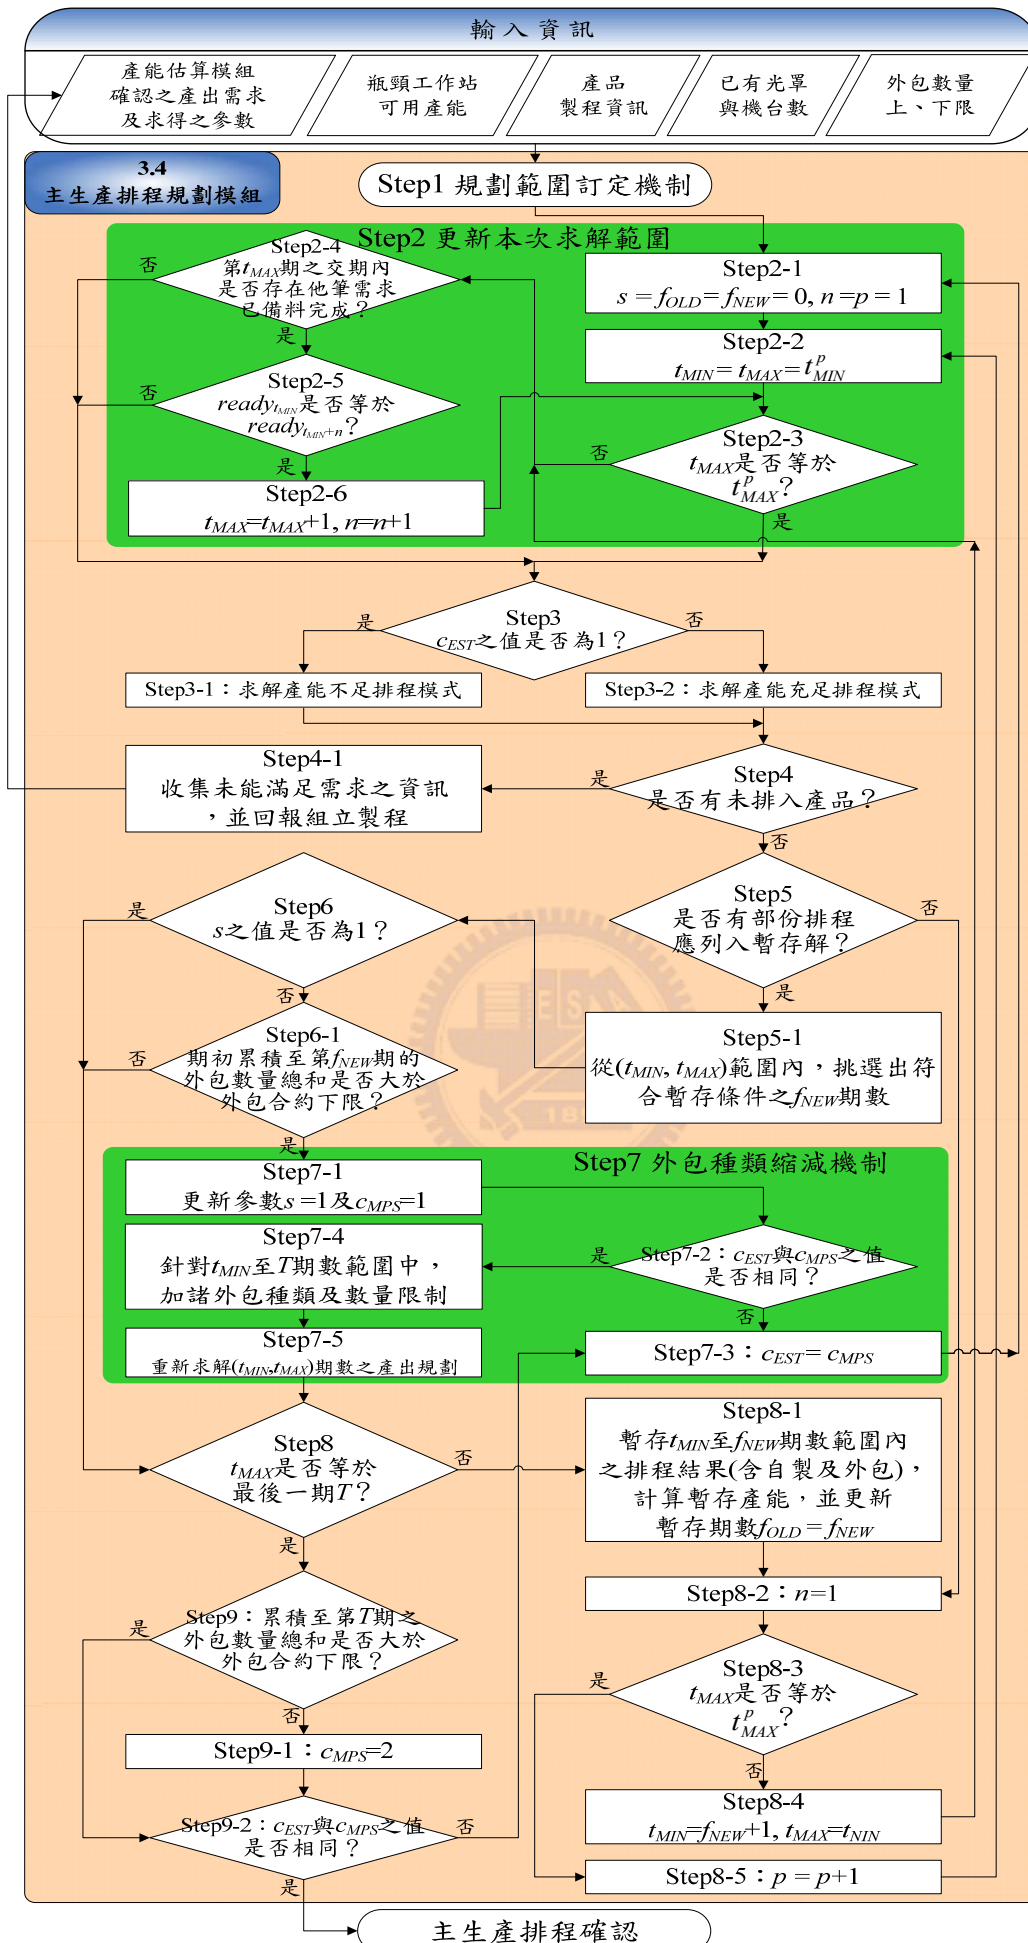 輸入資訊
產能估算模組
確認之產出需求
及求得之參數
瓶頸工作站
可用產能
產品
製程資訊
已有光罩
與機台數
外包數量
上、下限
3.4
主生產排程規劃模組
Step1 規劃範圍訂定機制
Step2 更新本次求解範圍
Step2-1
s = fOLD = fNEW = 0, n = p = 1
Step2-2
tMIN = tMAX = t^p_MIN
Step2-3
tMAX是否等於
t^p_MAX？
否
是
Step2-4
第tMAX期之交期內
是否存在他筆需求
已備料完成？
否
是
Step2-5
ready_tMIN是否等於
ready_tMIN+n？
否
是
Step2-6
tMAX=tMAX+1, n=n+1
Step3
cEST之值是否為1？
是
否
Step3-1：求解產能不足排程模式
Step3-2：求解產能充足排程模式
Step4
是否有未排入產品？
是
否
Step4-1
收集未能滿足需求之資訊
，並回報組立製程
Step5
是否有部份排程
應列入暫存解？
否
是
Step5-1
從(tMIN, tMAX)範圍內，挑選出符
合暫存條件之fNEW期數
Step6
s之值是否為1？
是
否
Step6-1
期初累積至第fNEW期的
外包數量總和是否大於
外包合約下限？
否
是
18
Step7 外包種類縮減機制
Step7-1
更新參數s =1及cMPS=1
Step7-2：cEST與cMPS之值
是否相同？
是
否
Step7-3：cEST = cMPS
Step7-4
針對tMIN至T期數範圍中，
加諸外包種類及數量限制
Step7-5
重新求解(tMIN,tMAX)期數之產出規劃
Step8
tMAX是否等於
最後一期T？
否
是
Step8-1
暫存tMIN至fNEW期數範圍內
之排程結果(含自製及外包)，
計算暫存產能，並更新
暫存期數fOLD = fNEW
Step8-2：n=1
Step8-3
tMAX是否等於
t^p_MAX？
是
否
Step8-4
tMIN=fNEW+1, tMAX=tNIN
Step8-5：p = p+1
Step9：累積至第T期之
外包數量總和是否大於
外包合約下限？
是
否
Step9-1：cMPS=2
Step9-2：cEST與cMPS之值
是否相同？
否
是
主生產排程確認